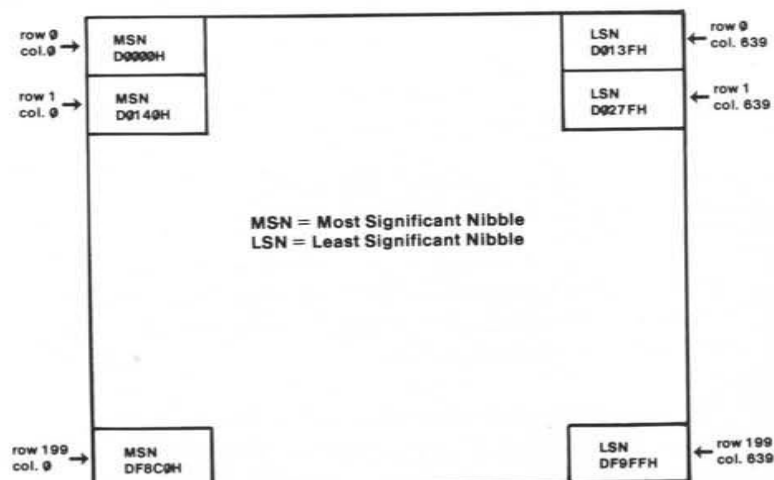 row 0
col. 0
MSN
D0000H
LSN
D013FH
row 0
col. 639
row 1
col. 0
MSN
D0140H
LSN
D027FH
row 1
col. 639
MSN = Most Significant Nibble
LSN = Least Significant Nibble
row 199
col. 0
MSN
DF8C0H
LSN
DF9FFH
row 199
col. 639